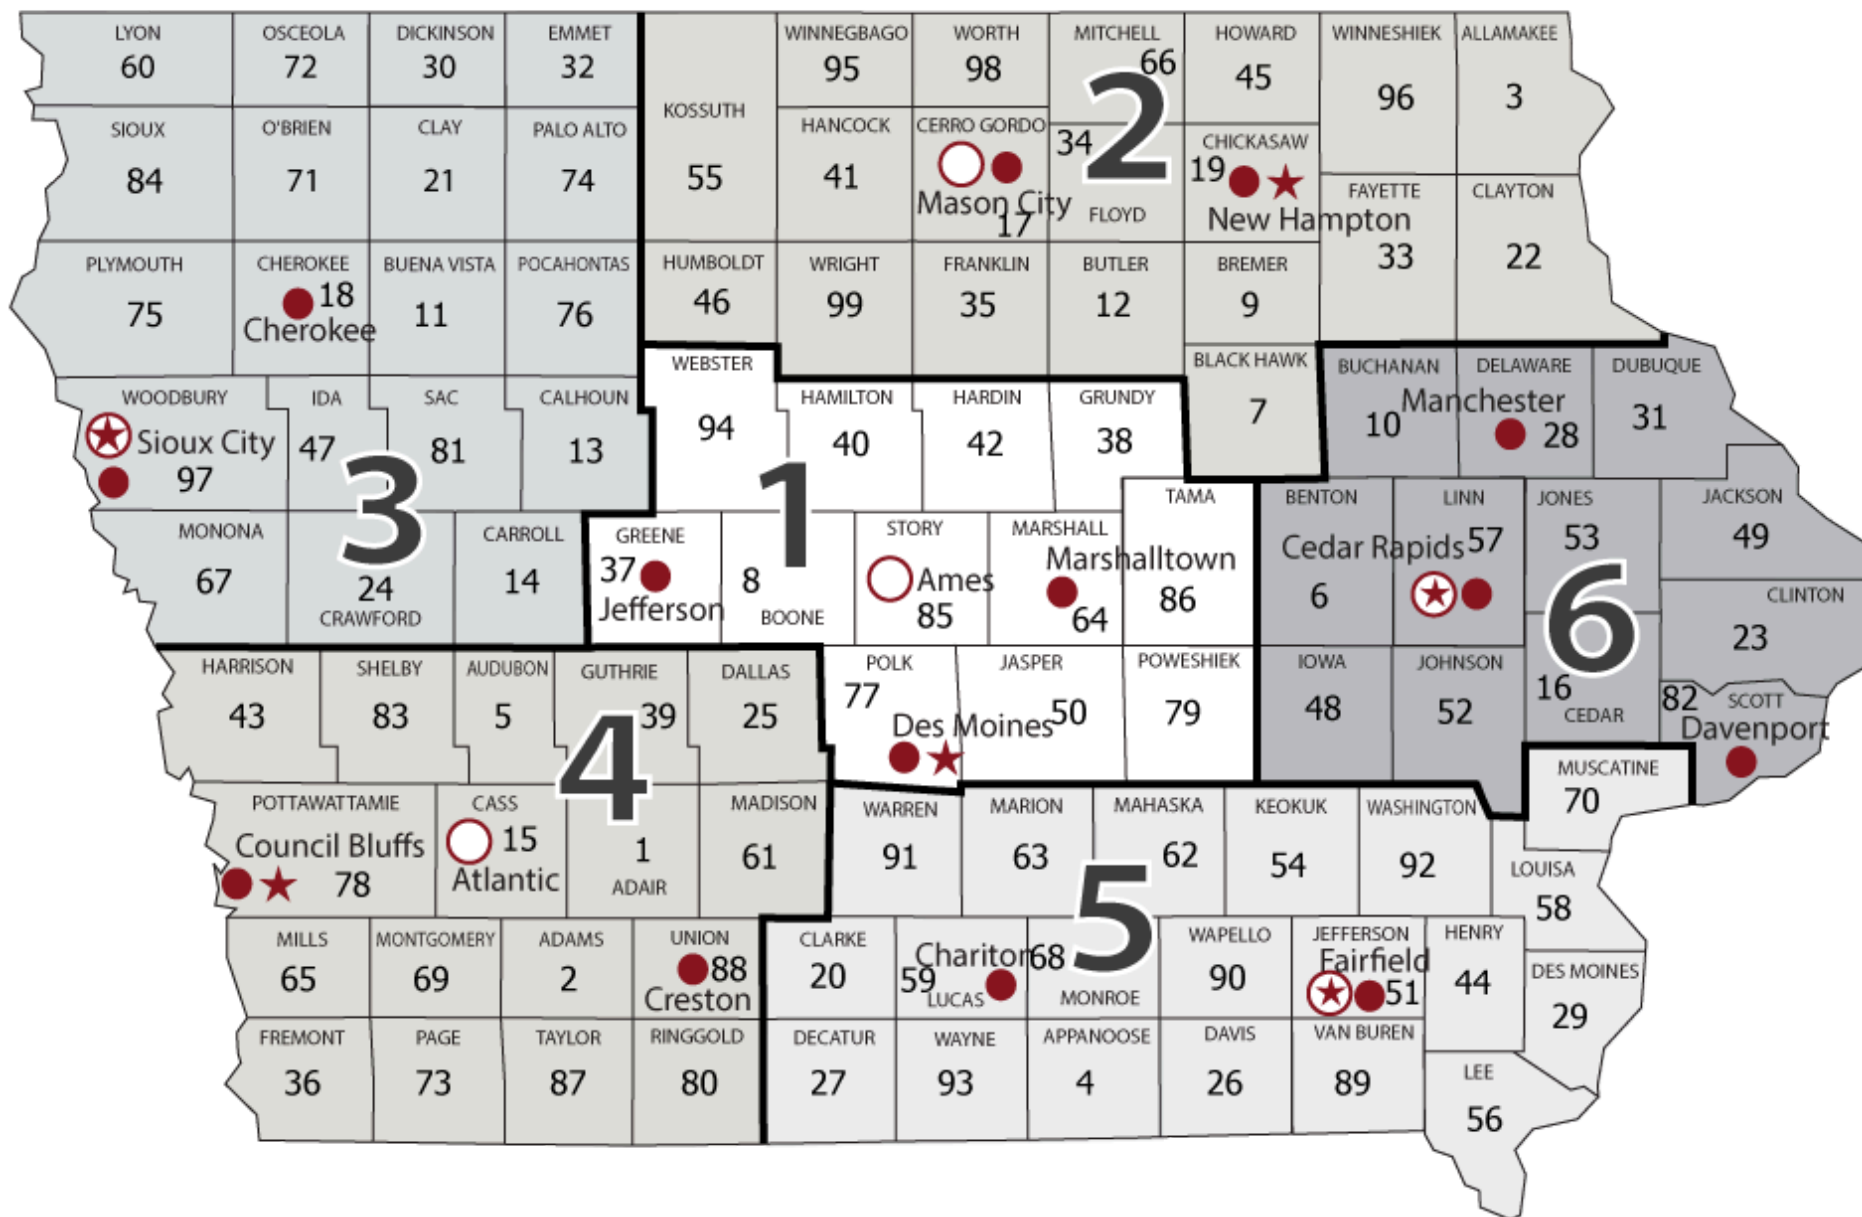 LYON
60
OSCEOLA
72
DICKINSON
30
EMMET
32
WINNEGBAGO
95
WORTH
98
MITCHELL
66
HOWARD
45
WINNESHIEK
96
ALLAMAKEE
3
KOSSUTH
55
SIOUX
84
O'BRIEN
71
CLAY
21
PALO ALTO
74
HANCOCK
41
CERRO GORDO
Mason City
17
34
FLOYD
2
CHICKASAW
19
New Hampton
FAYETTE
33
CLAYTON
22
PLYMOUTH
75
CHEROKEE
18
Cherokee
BUENA VISTA
11
POCAHONTAS
76
HUMBOLDT
46
WRIGHT
99
FRANKLIN
35
BUTLER
12
BREMER
9
WEBSTER
94
BLACK HAWK
7
BUCHANAN
10
DELAWARE
Manchester
28
DUBUQUE
31
WOODBURY
Sioux City
97
IDA
47
SAC
81
CALHOUN
13
3
HAMILTON
40
HARDIN
42
GRUNDY
38
1
TAMA
86
BENTON
6
LINN
57
Cedar Rapids
JONES
53
JACKSON
49
MONONA
67
24
CRAWFORD
CARROLL
14
GREENE
37
Jefferson
8
BOONE
STORY
Ames
85
MARSHALL
Marshalltown
64
6
CLINTON
23
HARRISON
43
SHELBY
83
AUDUBON
5
GUTHRIE
39
DALLAS
25
POLK
77
Des Moines
JASPER
50
POWESHIEK
79
IOWA
48
JOHNSON
52
16
CEDAR
82
SCOTT
Davenport
4
POTTAWATTAMIE
Council Bluffs
78
CASS
15
Atlantic
1
ADAIR
MADISON
61
WARREN
91
MARION
63
MAHASKA
62
KEOKUK
54
WASHINGTON
92
MUSCATINE
70
LOUISA
58
5
MILLS
65
MONTGOMERY
69
ADAMS
2
UNION
88
Creston
CLARKE
20
Chariton
59
LUCAS
68
MONROE
WAPELLO
90
JEFFERSON
Fairfield
51
HENRY
44
DES MOINES
29
FREMONT
36
PAGE
73
TAYLOR
87
RINGGOLD
80
DECATUR
27
WAYNE
93
APPANOOSE
4
DAVIS
26
VAN BUREN
89
LEE
56